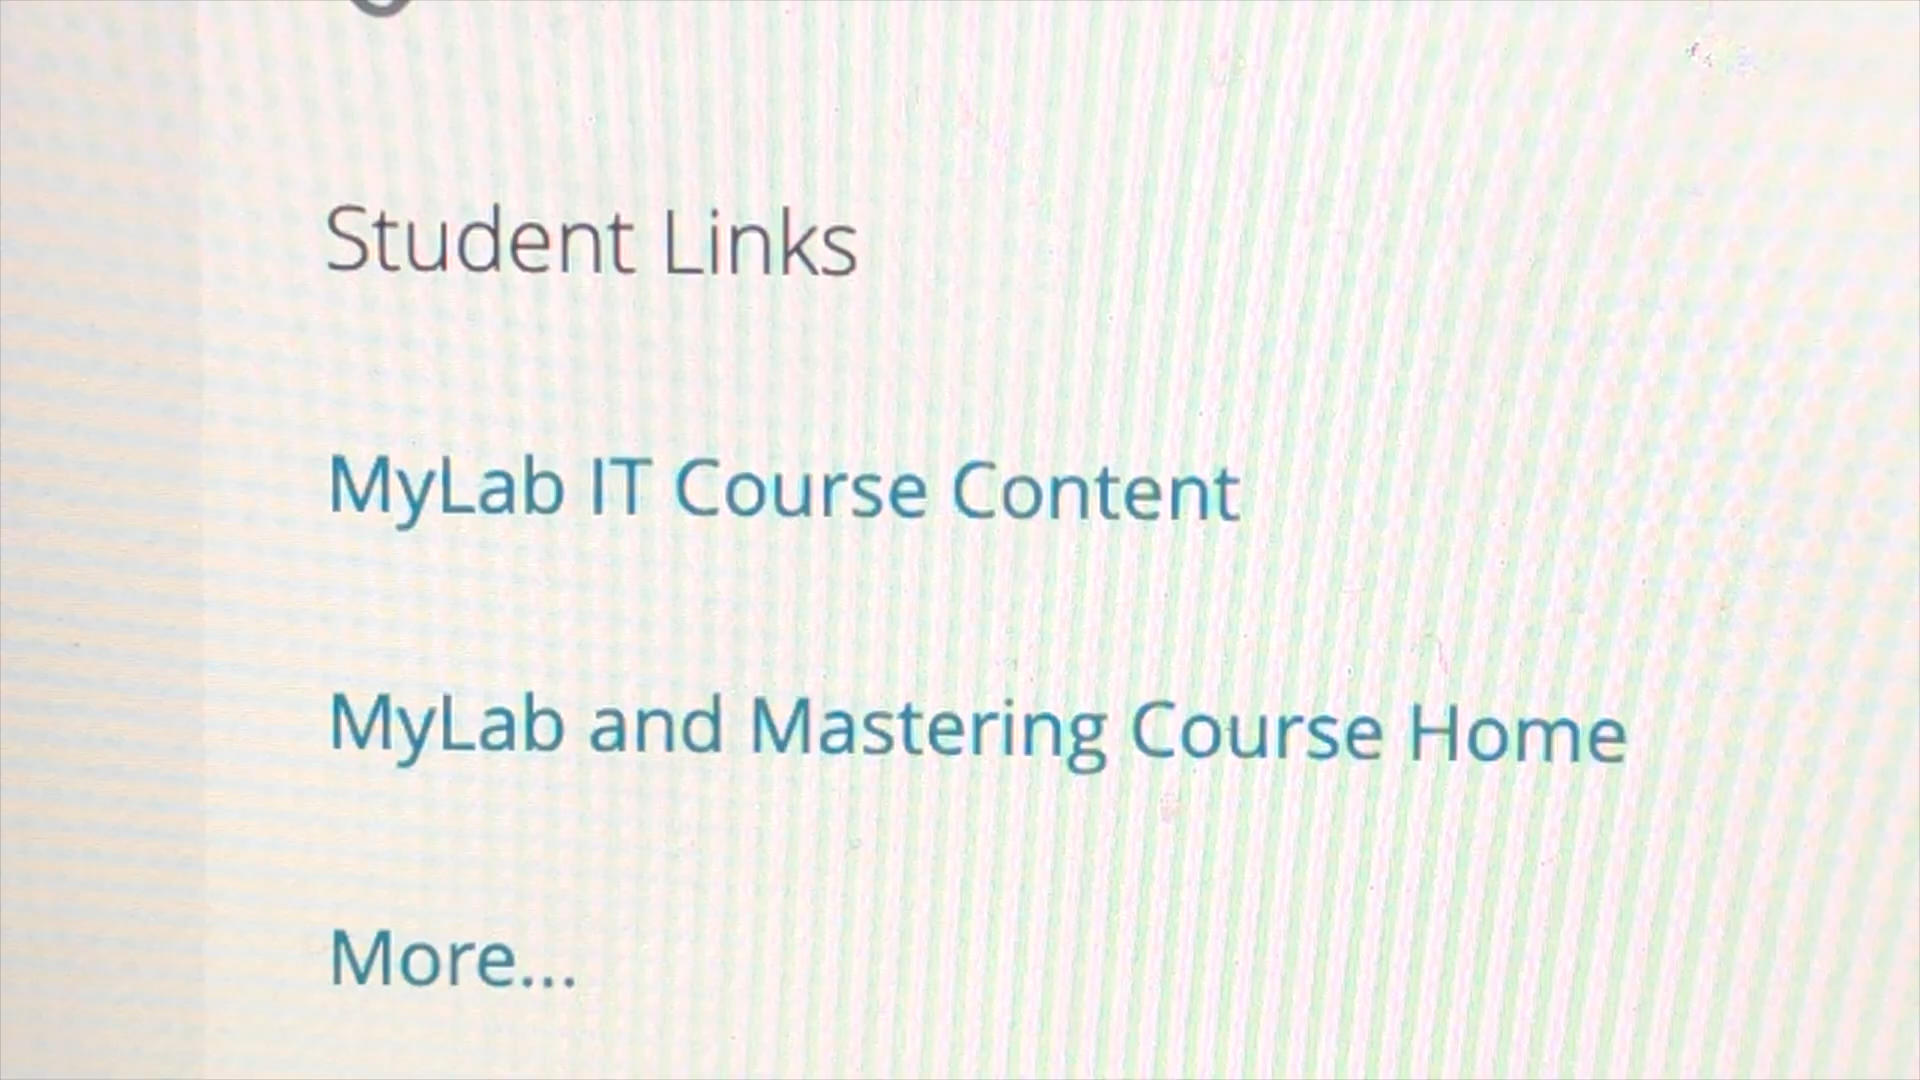 Student Links
MyLab IT Course Content
MyLab and Mastering Course Home
More...